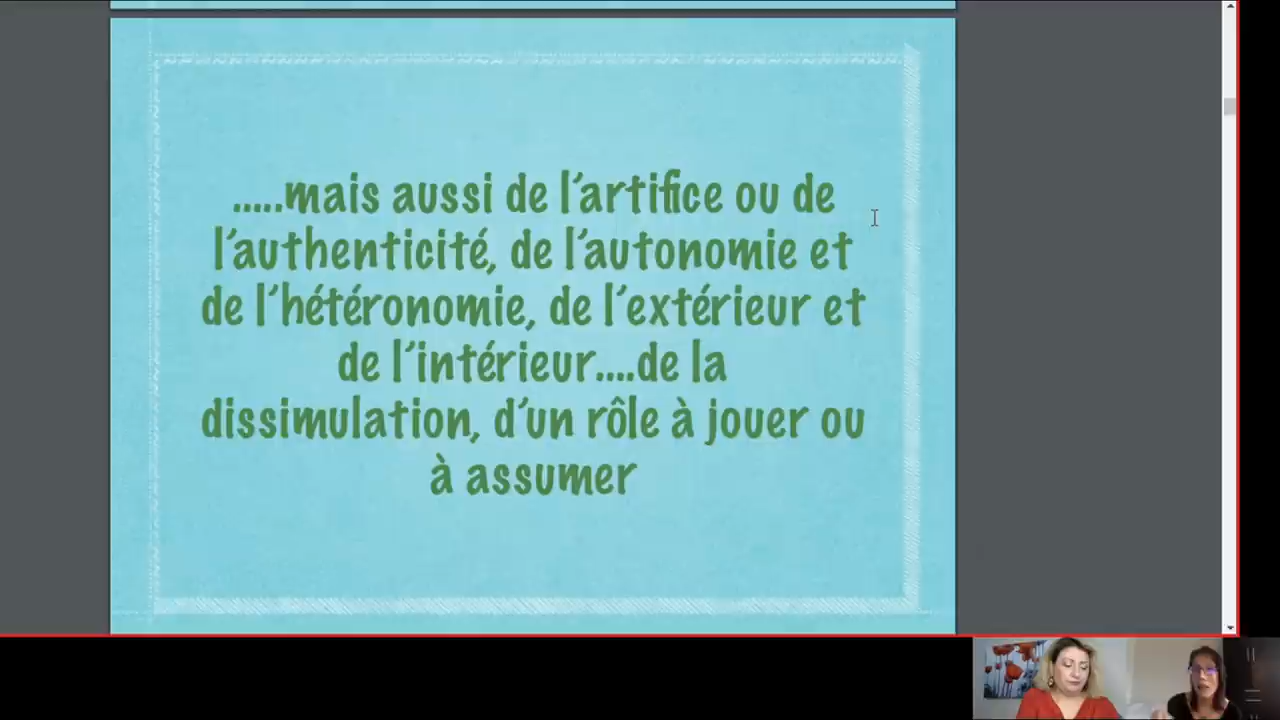 .....mais aussi de l'artifice ou de
l'authenticité, de l'autonomie et
de l'hétéronomie, de l'extérieur et
de l'intérieur....de la
dissimulation, d'un rôle à jouer ou
à assumer